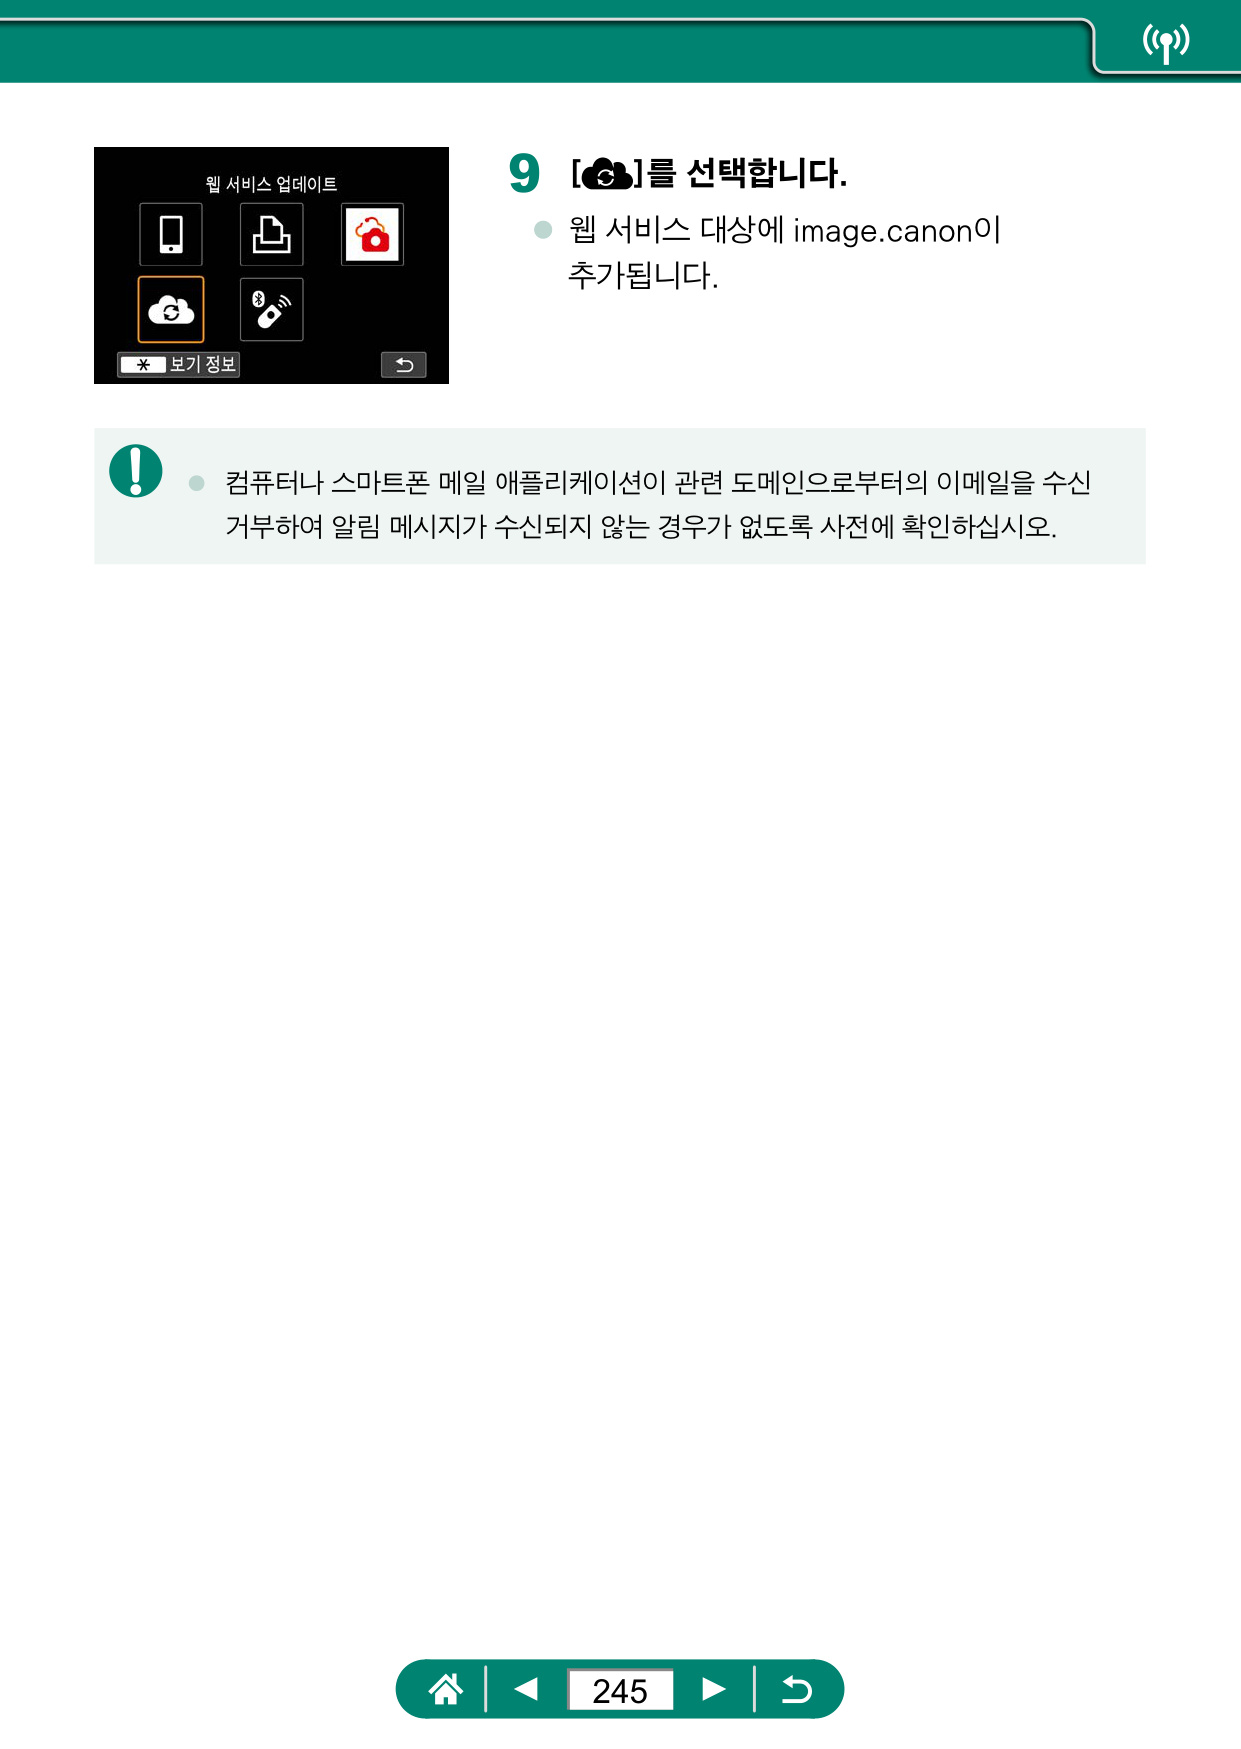 웹 서비스 업데이트
보기 정보
9 []를 선택합니다.
웹 서비스 대상에 image.canon이
추가됩니다.
컴퓨터나 스마트폰 메일 애플리케이션이 관련 도메인으로부터의 이메일을 수신
거부하여 알림 메시지가 수신되지 않는 경우가 없도록 사전에 확인하십시오.
245